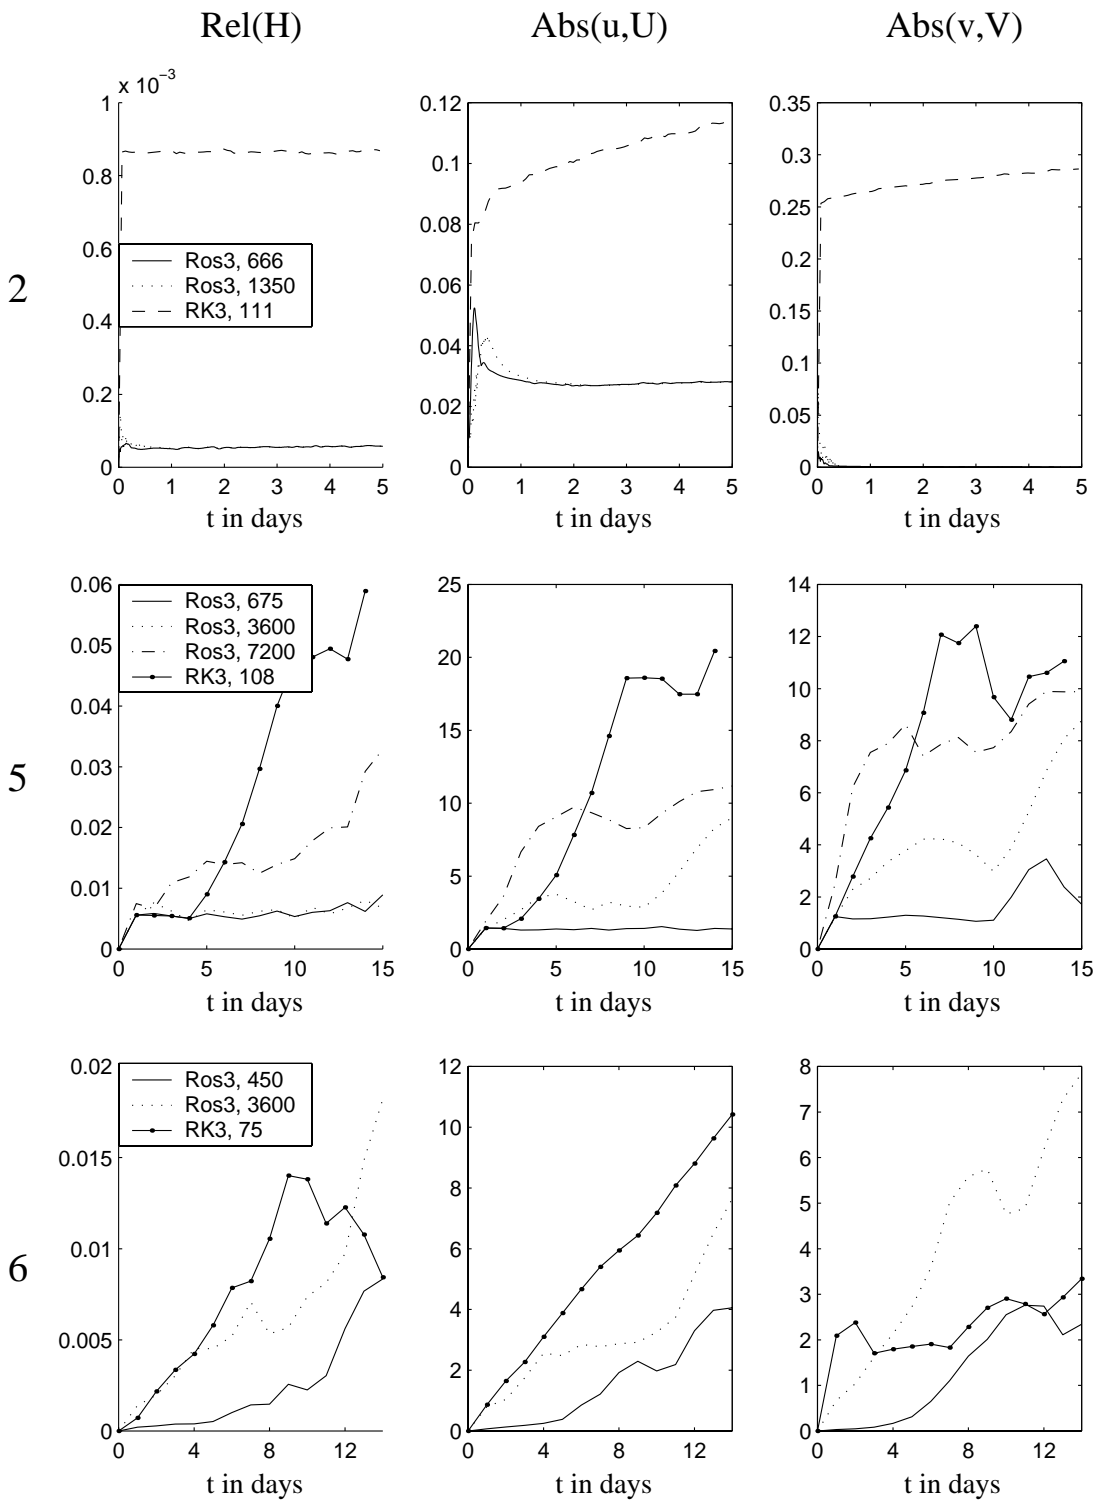 Rel(H)
Abs(u,U)
Abs(v,V)
2
x 10⁻³
1
0.8
0.6
0.4
0.2
0
Ros3, 666
Ros3, 1350
RK3, 111
0 1 2 3 4 5
t in days
0.12
0.1
0.08
0.06
0.04
0.02
0
0 1 2 3 4 5
t in days
0.35
0.3
0.25
0.2
0.15
0.1
0.05
0
0 1 2 3 4 5
t in days
5
0.06
0.05
0.04
0.03
0.02
0.01
0
Ros3, 675
Ros3, 3600
Ros3, 7200
RK3, 108
0 5 10 15
t in days
25
20
15
10
5
0
0 5 10 15
t in days
14
12
10
8
6
4
2
0
0 5 10 15
t in days
6
0.02
0.015
0.01
0.005
0
Ros3, 450
Ros3, 3600
RK3, 75
0 4 8 12
t in days
12
10
8
6
4
2
0
0 4 8 12
t in days
8
7
6
5
4
3
2
1
0
0 4 8 12
t in days